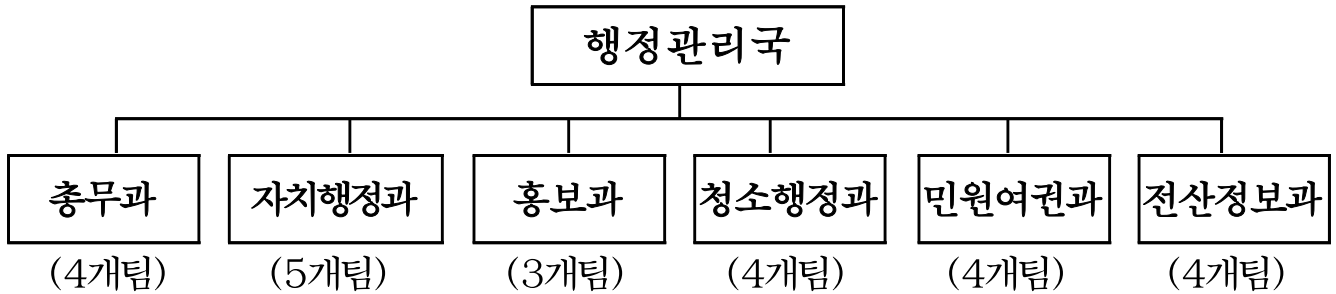 행정관리국
총무과 자치행정과 홍보과 청소행정과 민원여권과 전산정보과
(4개팀) (5개팀) (3개팀) (4개팀) (4개팀) (4개팀)